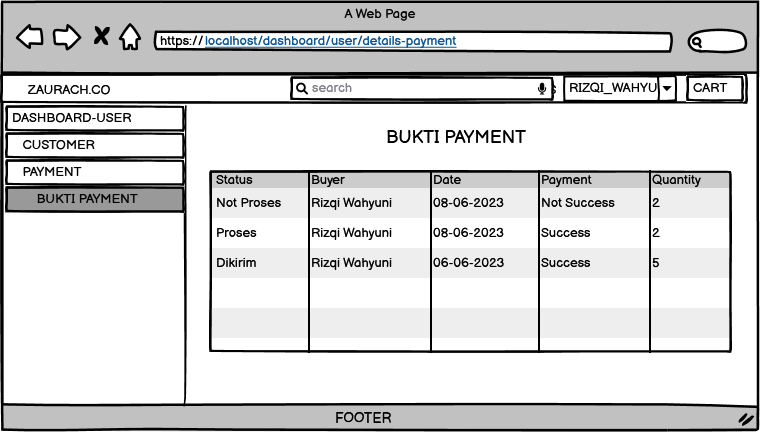 A Web Page
https://localhost/dashboard/user/details-payment
ZAURACH.CO
search
RIZQI_WAHYU
CART
DASHBOARD-USER
CUSTOMER
PAYMENT
BUKTI PAYMENT
BUKTI PAYMENT
Status Buyer Date Payment Quantity
Not Proses Rizqi Wahyuni 08-06-2023 Not Success 2
Proses Rizqi Wahyuni 08-06-2023 Success 2
Dikirim Rizqi Wahyuni 06-06-2023 Success 5
FOOTER